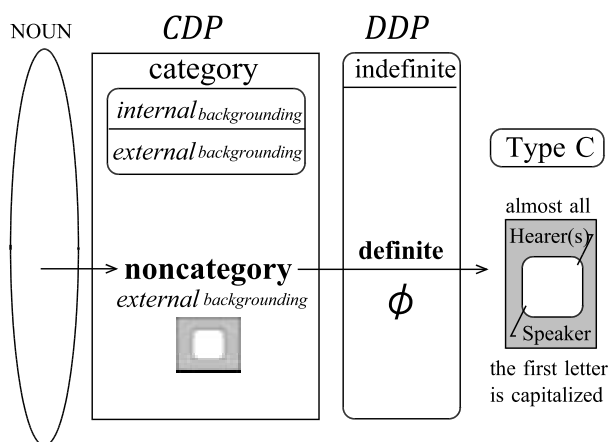 NOUN
CDP
DDP
category
indefinite
internal backgrounding
external backgrounding
Type C
almost all
Hearer(s)
definite
noncategory
external backgrounding
ϕ
Speaker
the first letter
is capitalized